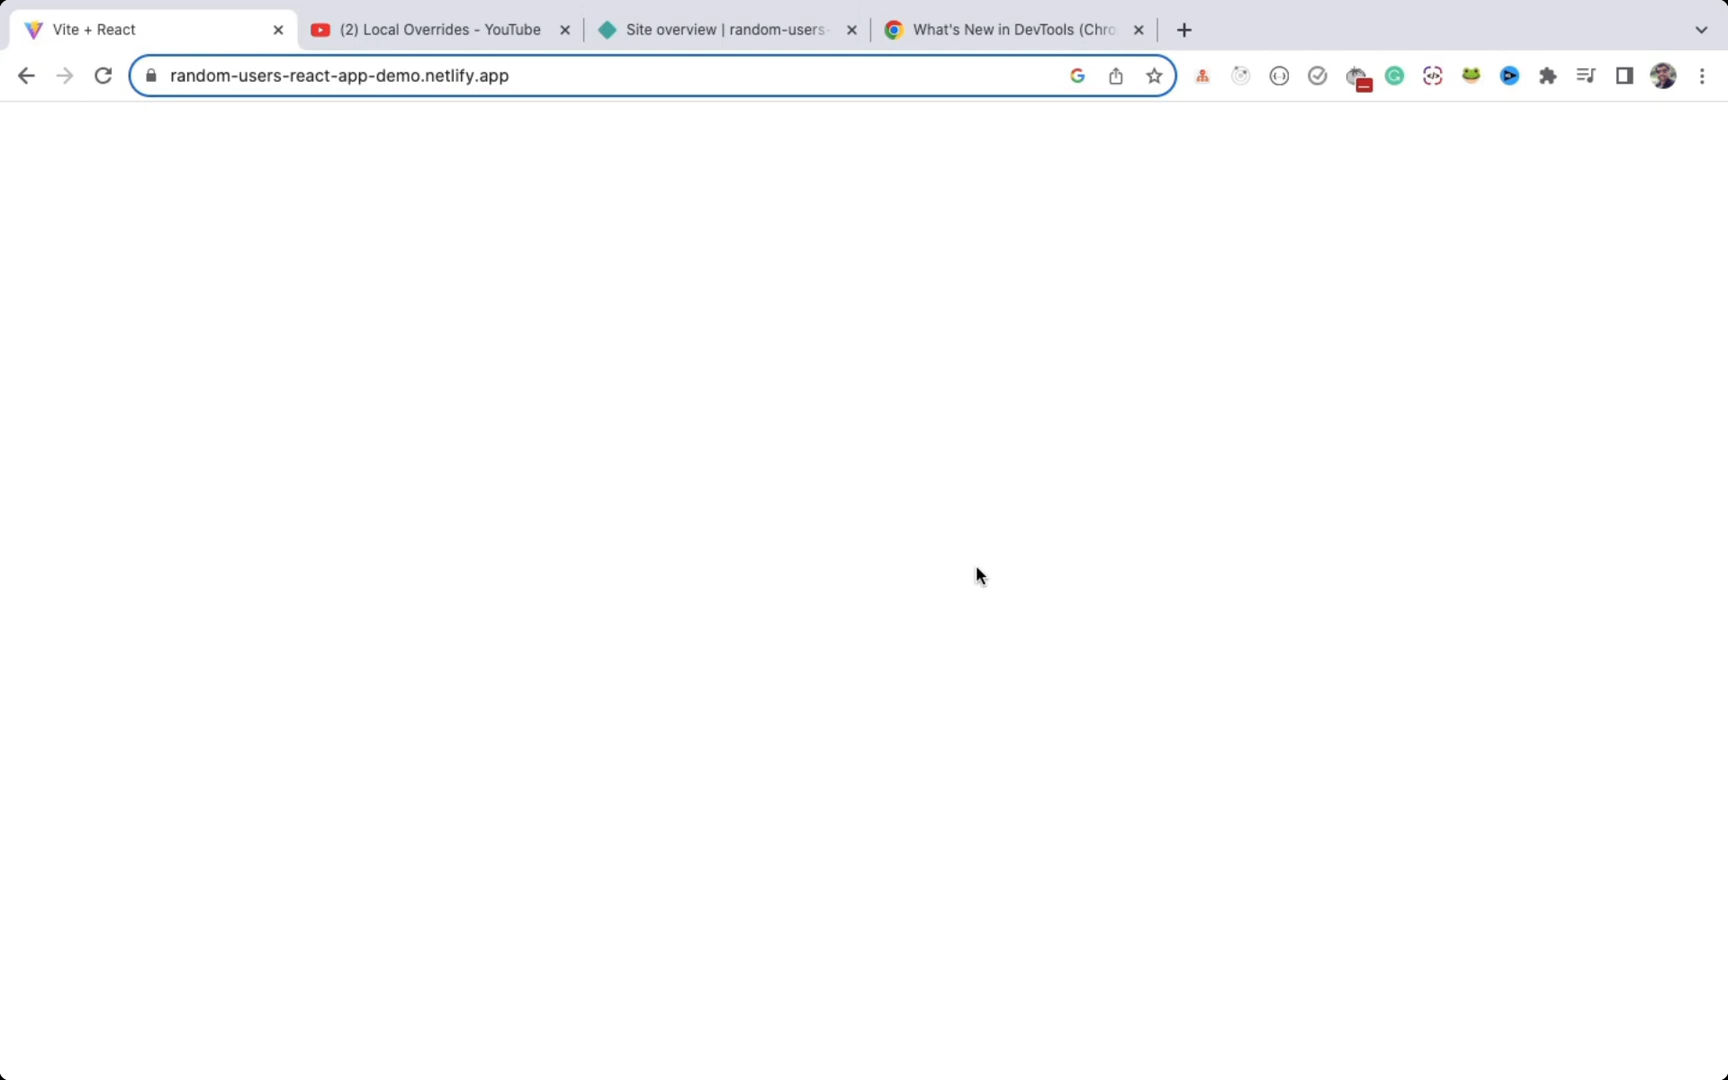 Vite + React
(2) Local Overrides - YouTube
Site overview | random-users-
What's New in DevTools (Chro
random-users-react-app-demo.netlify.app